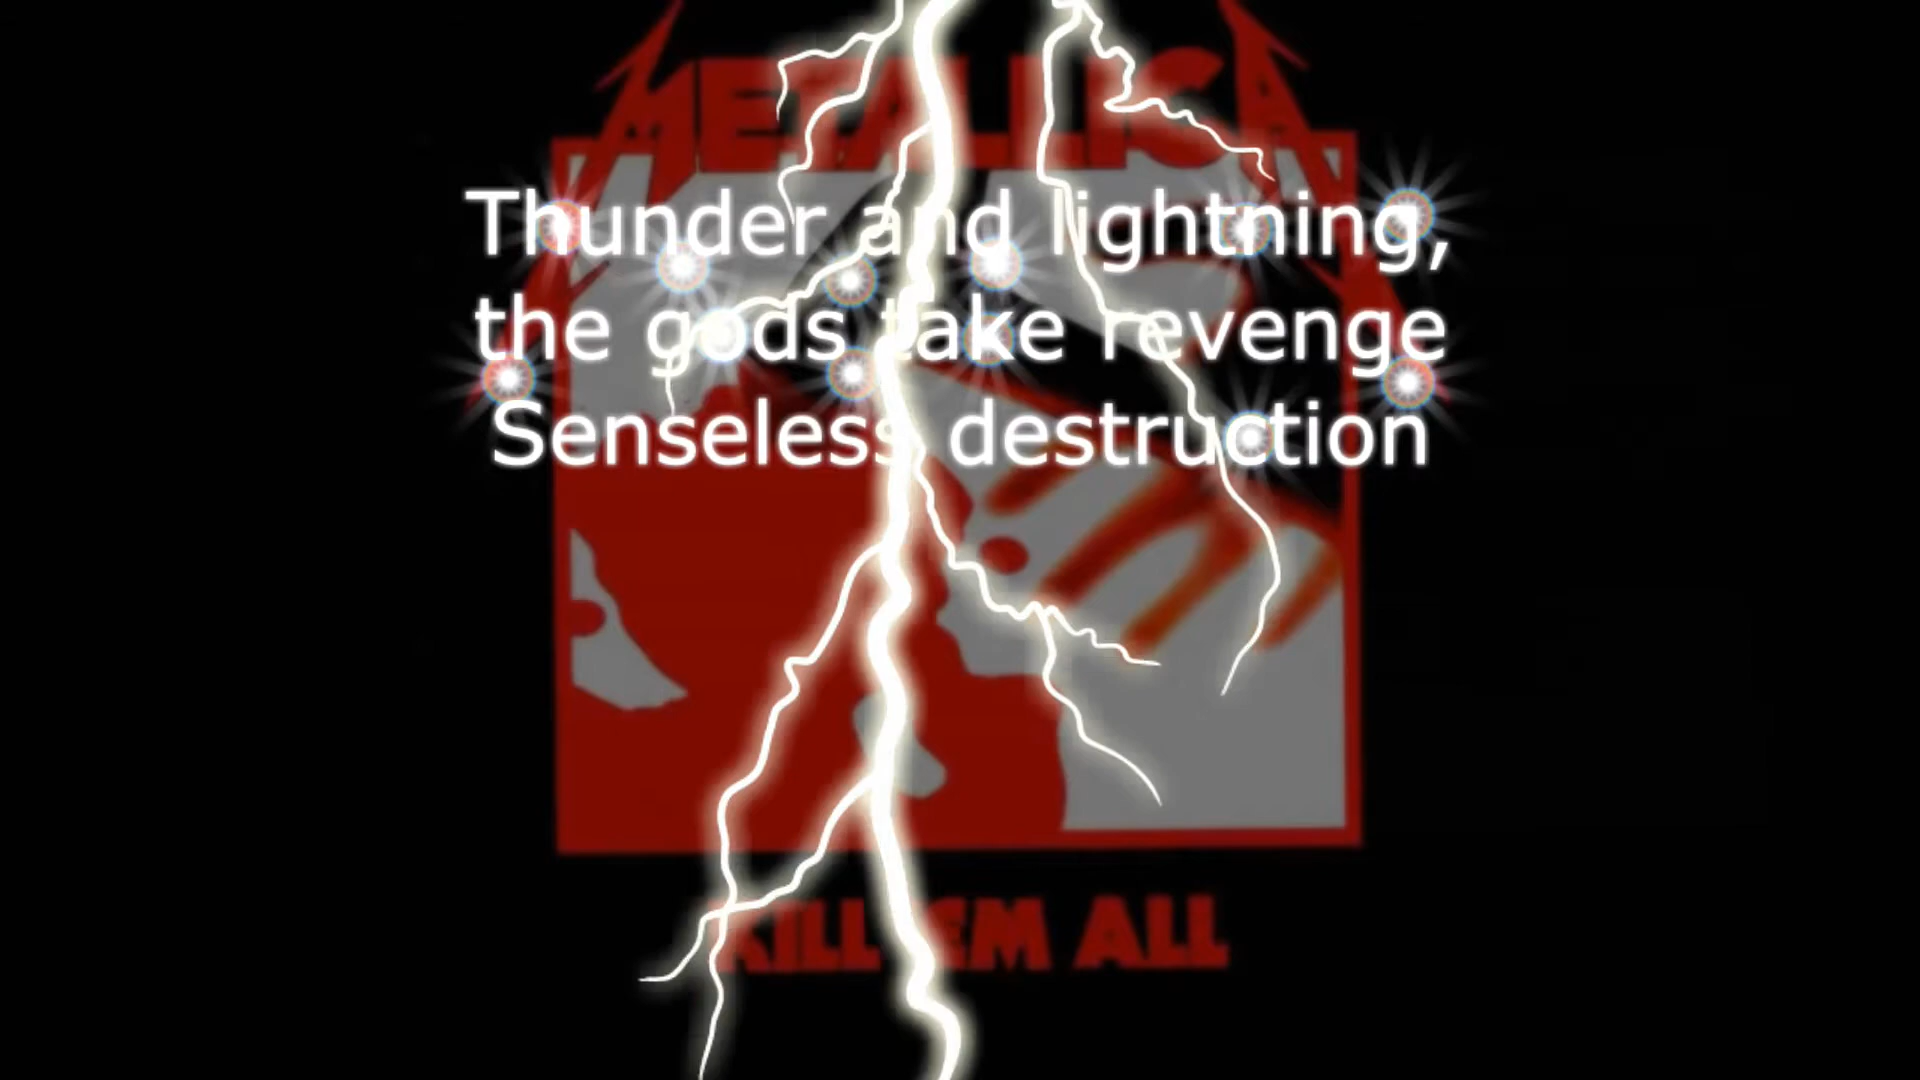 METALLICA
Thunder and lightning,
the gods take revenge
Senseless destruction
KILL 'EM ALL